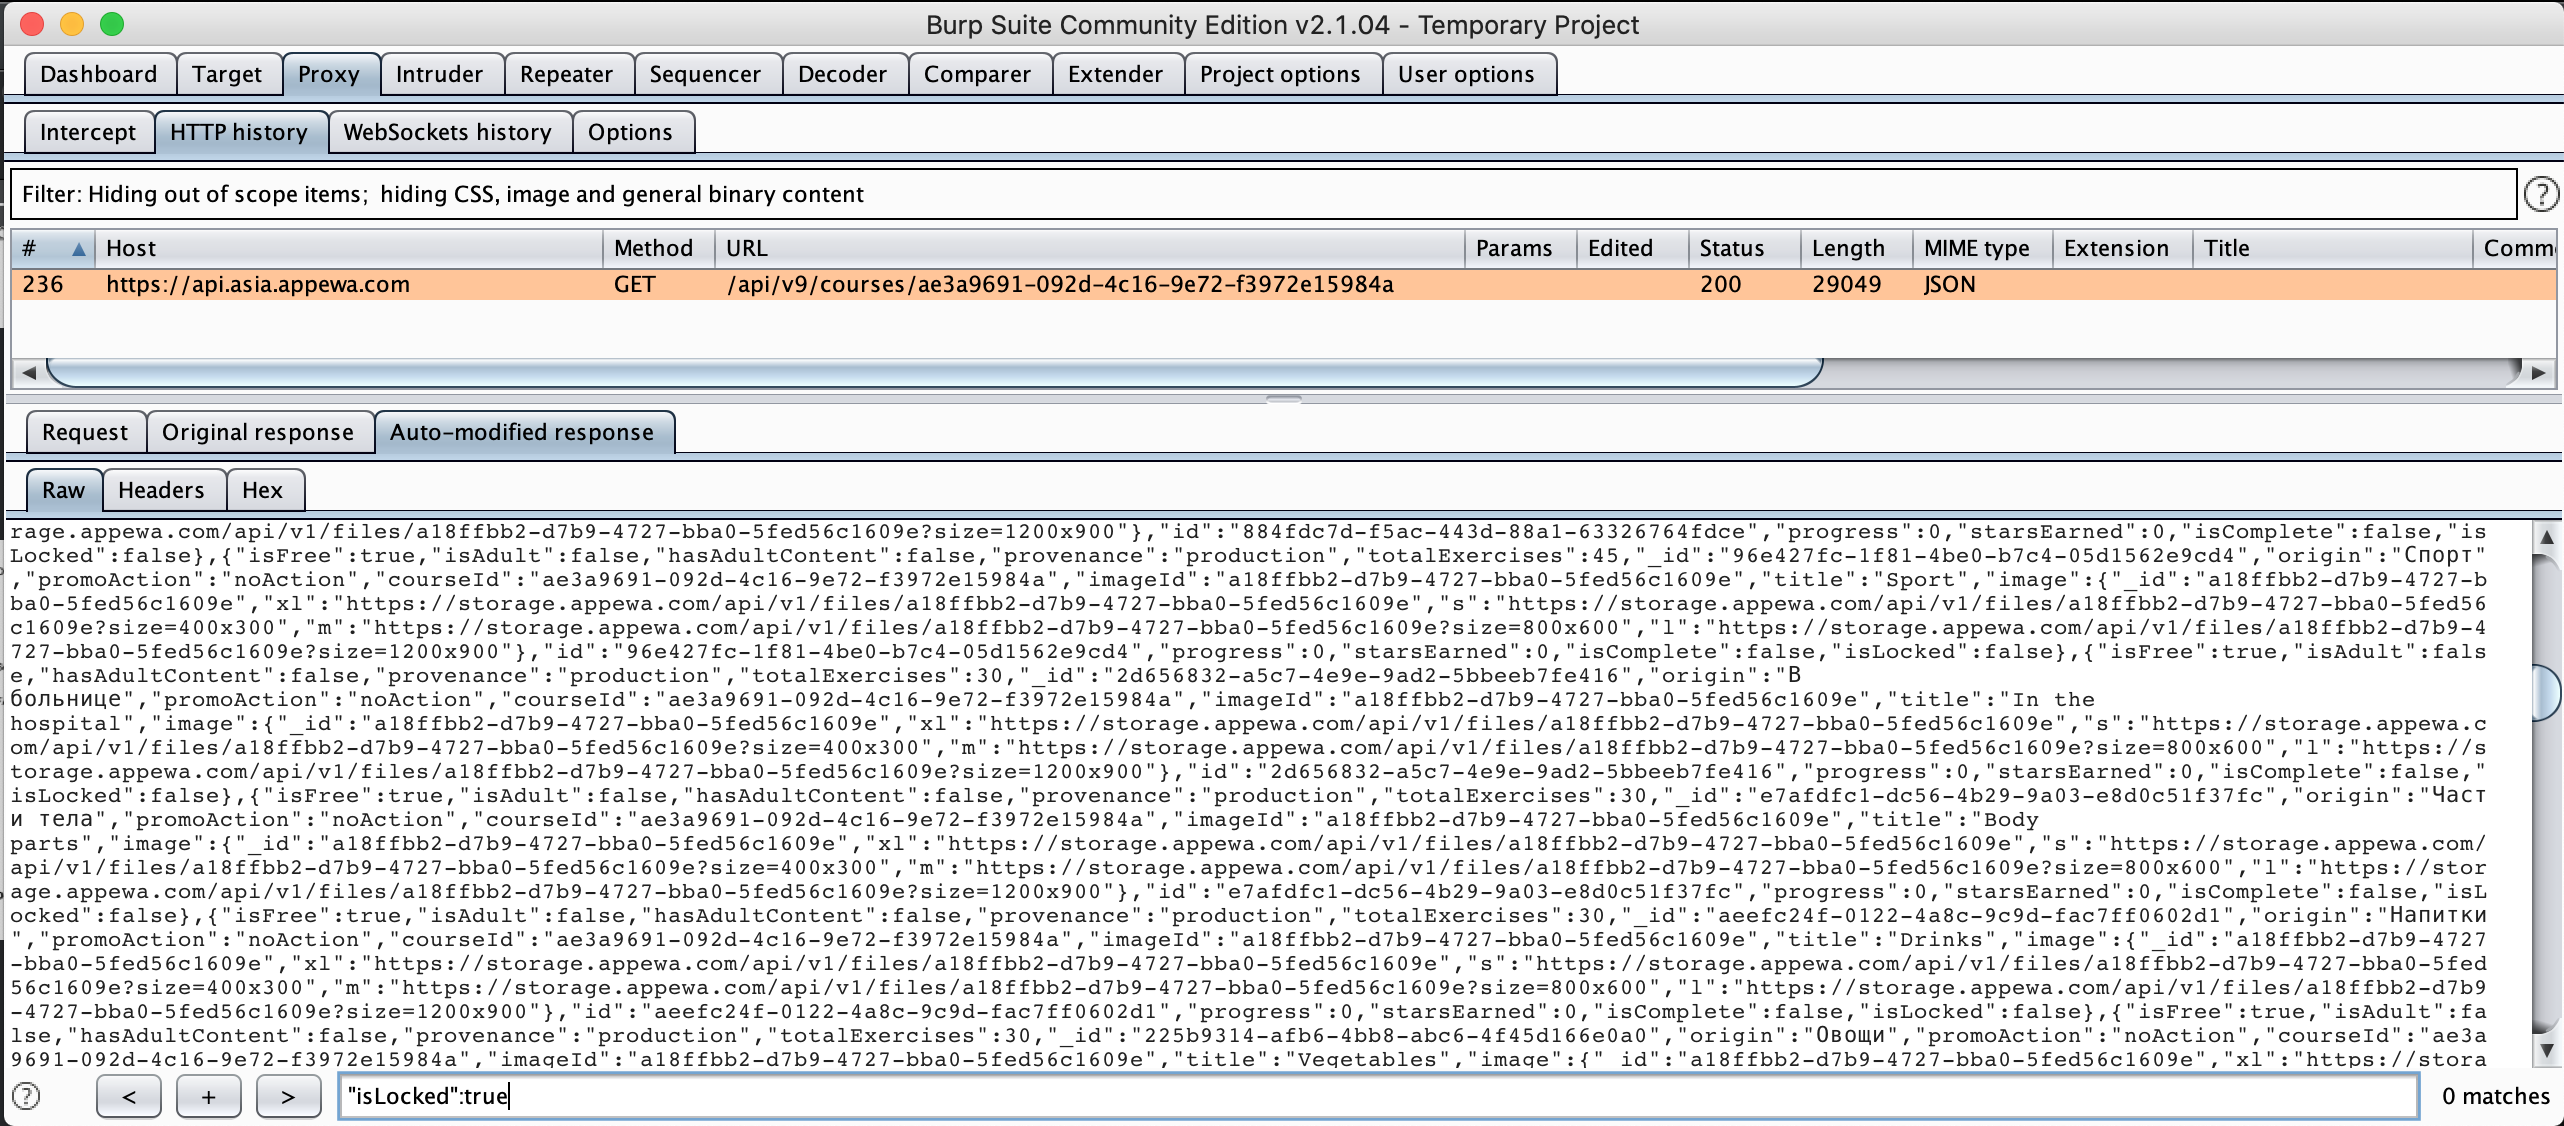 Burp Suite Community Edition v2.1.04 - Temporary Project
Dashboard Target Proxy Intruder Repeater Sequencer Decoder Comparer Extender Project options User options
Intercept HTTP history WebSockets history Options
Filter: Hiding out of scope items; hiding CSS, image and general binary content
# Host Method URL Params Edited Status Length MIME type Extension Title Comme
236 https://api.asia.appewa.com GET /api/v9/courses/ae3a9691-092d-4c16-9e72-f3972e15984a 200 29049 JSON
Request Original response Auto-modified response
Raw Headers Hex
rage.appewa.com/api/v1/files/a18ffbb2-d7b9-4727-bba0-5fed56c1609e?size=1200x900"},"id":"884fdc7d-f5ac-443d-88a1-63326764fdce","progress":0,"starsEarned":0,"isComplete":false,"is
Locked":false},{"isFree":true,"isAdult":false,"hasAdultContent":false,"provenance":"production","totalExercises":45,"_id":"96e427fc-1f81-4be0-b7c4-05d1562e9cd4","origin":"Спорт"
,"promoAction":"noAction","courseId":"ae3a9691-092d-4c16-9e72-f3972e15984a","imageId":"a18ffbb2-d7b9-4727-bba0-5fed56c1609e","title":"Sport","image":{"_id":"a18ffbb2-d7b9-4727-b
ba0-5fed56c1609e","xl":"https://storage.appewa.com/api/v1/files/a18ffbb2-d7b9-4727-bba0-5fed56c1609e","s":"https://storage.appewa.com/api/v1/files/a18ffbb2-d7b9-4727-bba0-5fed56
c1609e?size=400x300","m":"https://storage.appewa.com/api/v1/files/a18ffbb2-d7b9-4727-bba0-5fed56c1609e?size=800x600","l":"https://storage.appewa.com/api/v1/files/a18ffbb2-d7b9-4
727-bba0-5fed56c1609e?size=1200x900"},"id":"96e427fc-1f81-4be0-b7c4-05d1562e9cd4","progress":0,"starsEarned":0,"isComplete":false,"isLocked":false},{"isFree":true,"isAdult":fals
e,"hasAdultContent":false,"provenance":"production","totalExercises":30,"_id":"2d656832-a5c7-4e9e-9ad2-5bbeeb7fe416","origin":"В
больнице","promoAction":"noAction","courseId":"ae3a9691-092d-4c16-9e72-f3972e15984a","imageId":"a18ffbb2-d7b9-4727-bba0-5fed56c1609e","title":"In the
hospital","image":{"_id":"a18ffbb2-d7b9-4727-bba0-5fed56c1609e","xl":"https://storage.appewa.com/api/v1/files/a18ffbb2-d7b9-4727-bba0-5fed56c1609e","s":"https://storage.appewa.c
om/api/v1/files/a18ffbb2-d7b9-4727-bba0-5fed56c1609e?size=400x300","m":"https://storage.appewa.com/api/v1/files/a18ffbb2-d7b9-4727-bba0-5fed56c1609e?size=800x600","l":"https://s
torage.appewa.com/api/v1/files/a18ffbb2-d7b9-4727-bba0-5fed56c1609e?size=1200x900"},"id":"2d656832-a5c7-4e9e-9ad2-5bbeeb7fe416","progress":0,"starsEarned":0,"isComplete":false,"
isLocked":false},{"isFree":true,"isAdult":false,"hasAdultContent":false,"provenance":"production","totalExercises":30,"_id":"e7afdfc1-dc56-4b29-9a03-e8d0c51f37fc","origin":"Част
и тела","promoAction":"noAction","courseId":"ae3a9691-092d-4c16-9e72-f3972e15984a","imageId":"a18ffbb2-d7b9-4727-bba0-5fed56c1609e","title":"Body
parts","image":{"_id":"a18ffbb2-d7b9-4727-bba0-5fed56c1609e","xl":"https://storage.appewa.com/api/v1/files/a18ffbb2-d7b9-4727-bba0-5fed56c1609e","s":"https://storage.appewa.com/
api/v1/files/a18ffbb2-d7b9-4727-bba0-5fed56c1609e?size=400x300","m":"https://storage.appewa.com/api/v1/files/a18ffbb2-d7b9-4727-bba0-5fed56c1609e?size=800x600","l":"https://stor
age.appewa.com/api/v1/files/a18ffbb2-d7b9-4727-bba0-5fed56c1609e?size=1200x900"},"id":"e7afdfc1-dc56-4b29-9a03-e8d0c51f37fc","progress":0,"starsEarned":0,"isComplete":false,"isL
ocked":false},{"isFree":true,"isAdult":false,"hasAdultContent":false,"provenance":"production","totalExercises":30,"_id":"aeefc24f-0122-4a8c-9c9d-fac7ff0602d1","origin":"Напитки
","promoAction":"noAction","courseId":"ae3a9691-092d-4c16-9e72-f3972e15984a","imageId":"a18ffbb2-d7b9-4727-bba0-5fed56c1609e","title":"Drinks","image":{"_id":"a18ffbb2-d7b9-4727
-bba0-5fed56c1609e","xl":"https://storage.appewa.com/api/v1/files/a18ffbb2-d7b9-4727-bba0-5fed56c1609e","s":"https://storage.appewa.com/api/v1/files/a18ffbb2-d7b9-4727-bba0-5fed
56c1609e?size=400x300","m":"https://storage.appewa.com/api/v1/files/a18ffbb2-d7b9-4727-bba0-5fed56c1609e?size=800x600","l":"https://storage.appewa.com/api/v1/files/a18ffbb2-d7b9
-4727-bba0-5fed56c1609e?size=1200x900"},"id":"aeefc24f-0122-4a8c-9c9d-fac7ff0602d1","progress":0,"starsEarned":0,"isComplete":false,"isLocked":false},{"isFree":true,"isAdult":fa
lse,"hasAdultContent":false,"provenance":"production","totalExercises":30,"_id":"225b9314-afb6-4bb8-abc6-4f45d166e0a0","origin":"Овощи","promoAction":"noAction","courseId":"ae3a
9691-092d-4c16-9e72-f3972e15984a","imageId":"a18ffbb2-d7b9-4727-bba0-5fed56c1609e","title":"Vegetables","image":{"_id":"a18ffbb2-d7b9-4727-bba0-5fed56c1609e","xl":"https://stora
? < + > "isLocked":true 0 matches